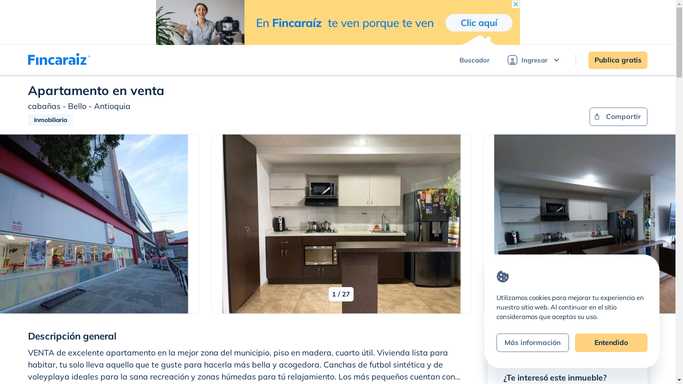 En Fincaraíz te ven porque te ven
Clic aquí
Fincaraiz
Buscador
Ingresar
Publica gratis
Apartamento en venta
cabañas - Bello - Antioquia
Inmobiliaria
Compartir
1 / 27
Utilizamos cookies para mejorar tu experiencia en
nuestro sitio web. Al continuar en el sitio
consideramos que aceptas su uso.
Más información
Entendido
Descripción general
VENTA de excelente apartamento en la mejor zona del municipio, piso en madera, cuarto útil. Vivienda lista para
habitar, tu solo lleva aquello que te guste para hacerla más bella y acogedora. Canchas de futbol sintética y de
voleyplaya ideales para la sana recreación y zonas húmedas para tú relajamiento. Los más pequeños cuentan con...
¿Te interesó este inmueble?